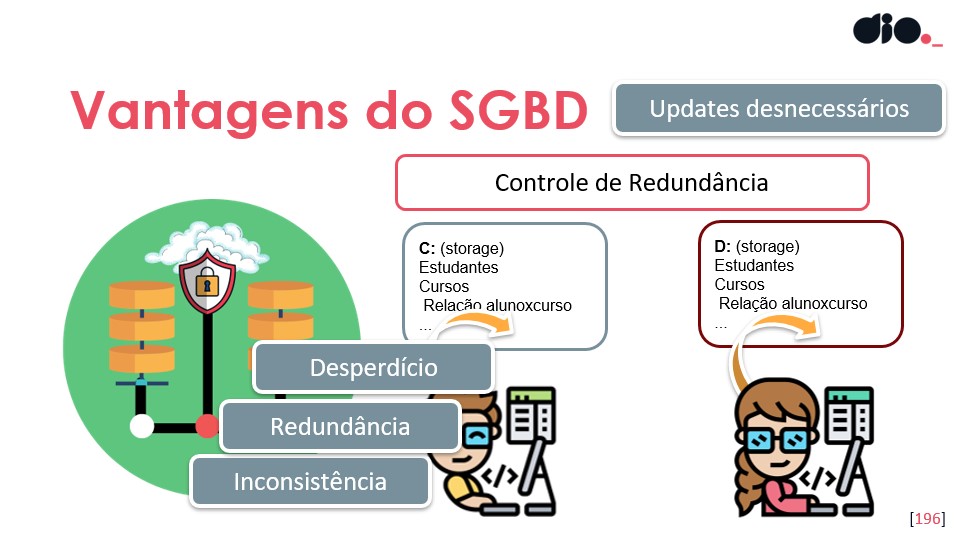 dio._
Vantagens do SGBD
Updates desnecessários
Controle de Redundância
C: (storage)
Estudantes
Cursos
Relação alunoxcurso
...
D: (storage)
Estudantes
Cursos
Relação alunoxcurso
...
Desperdício
Redundância
Inconsistência
</>
</>
[196]